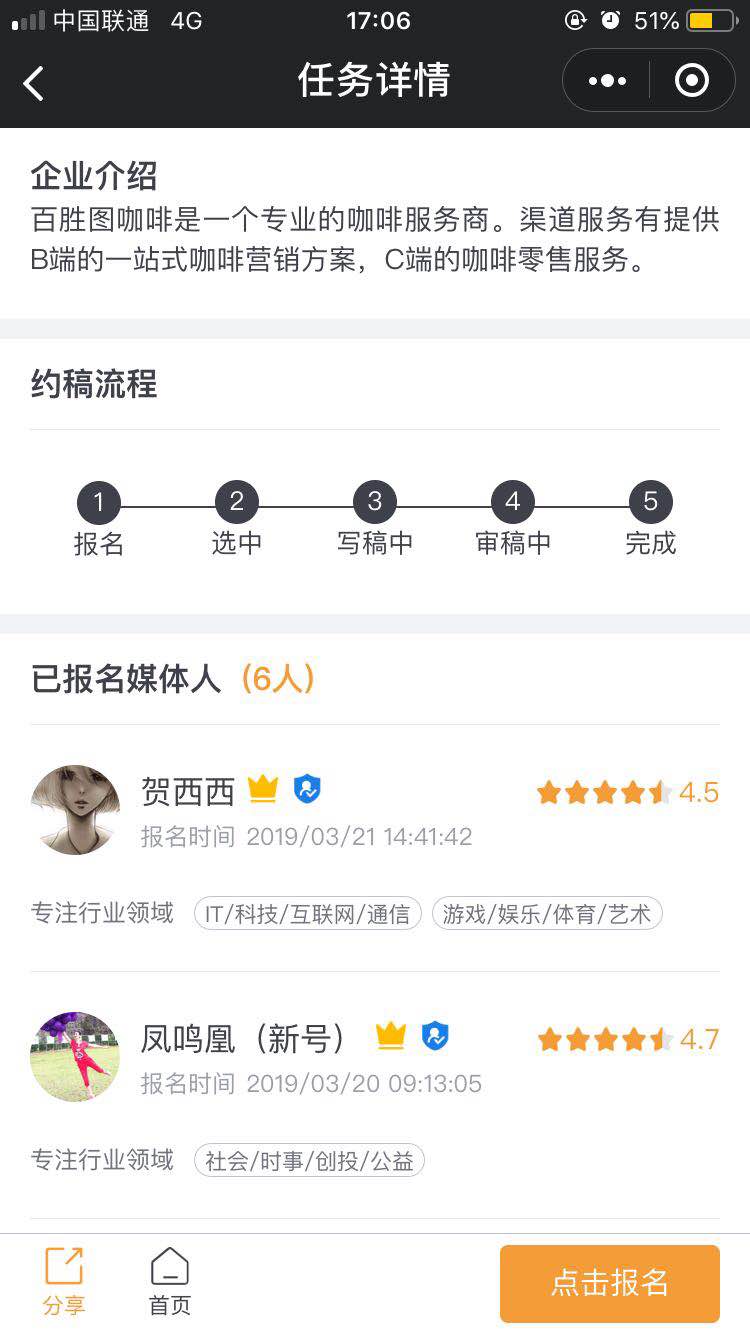 中国联通 4G 17:06 51%
任务详情
企业介绍
百胜图咖啡是一个专业的咖啡服务商。渠道服务有提供
B端的一站式咖啡营销方案，C端的咖啡零售服务。
约稿流程
1 2 3 4 5
报名 选中 写稿中 审稿中 完成
已报名媒体人 (6人)
贺西西 4.5
报名时间 2019/03/21 14:41:42
专注行业领域 IT/科技/互联网/通信 游戏/娱乐/体育/艺术
凤鸣凰（新号） 4.7
报名时间 2019/03/20 09:13:05
专注行业领域 社会/时事/创投/公益
分享 首页 点击报名